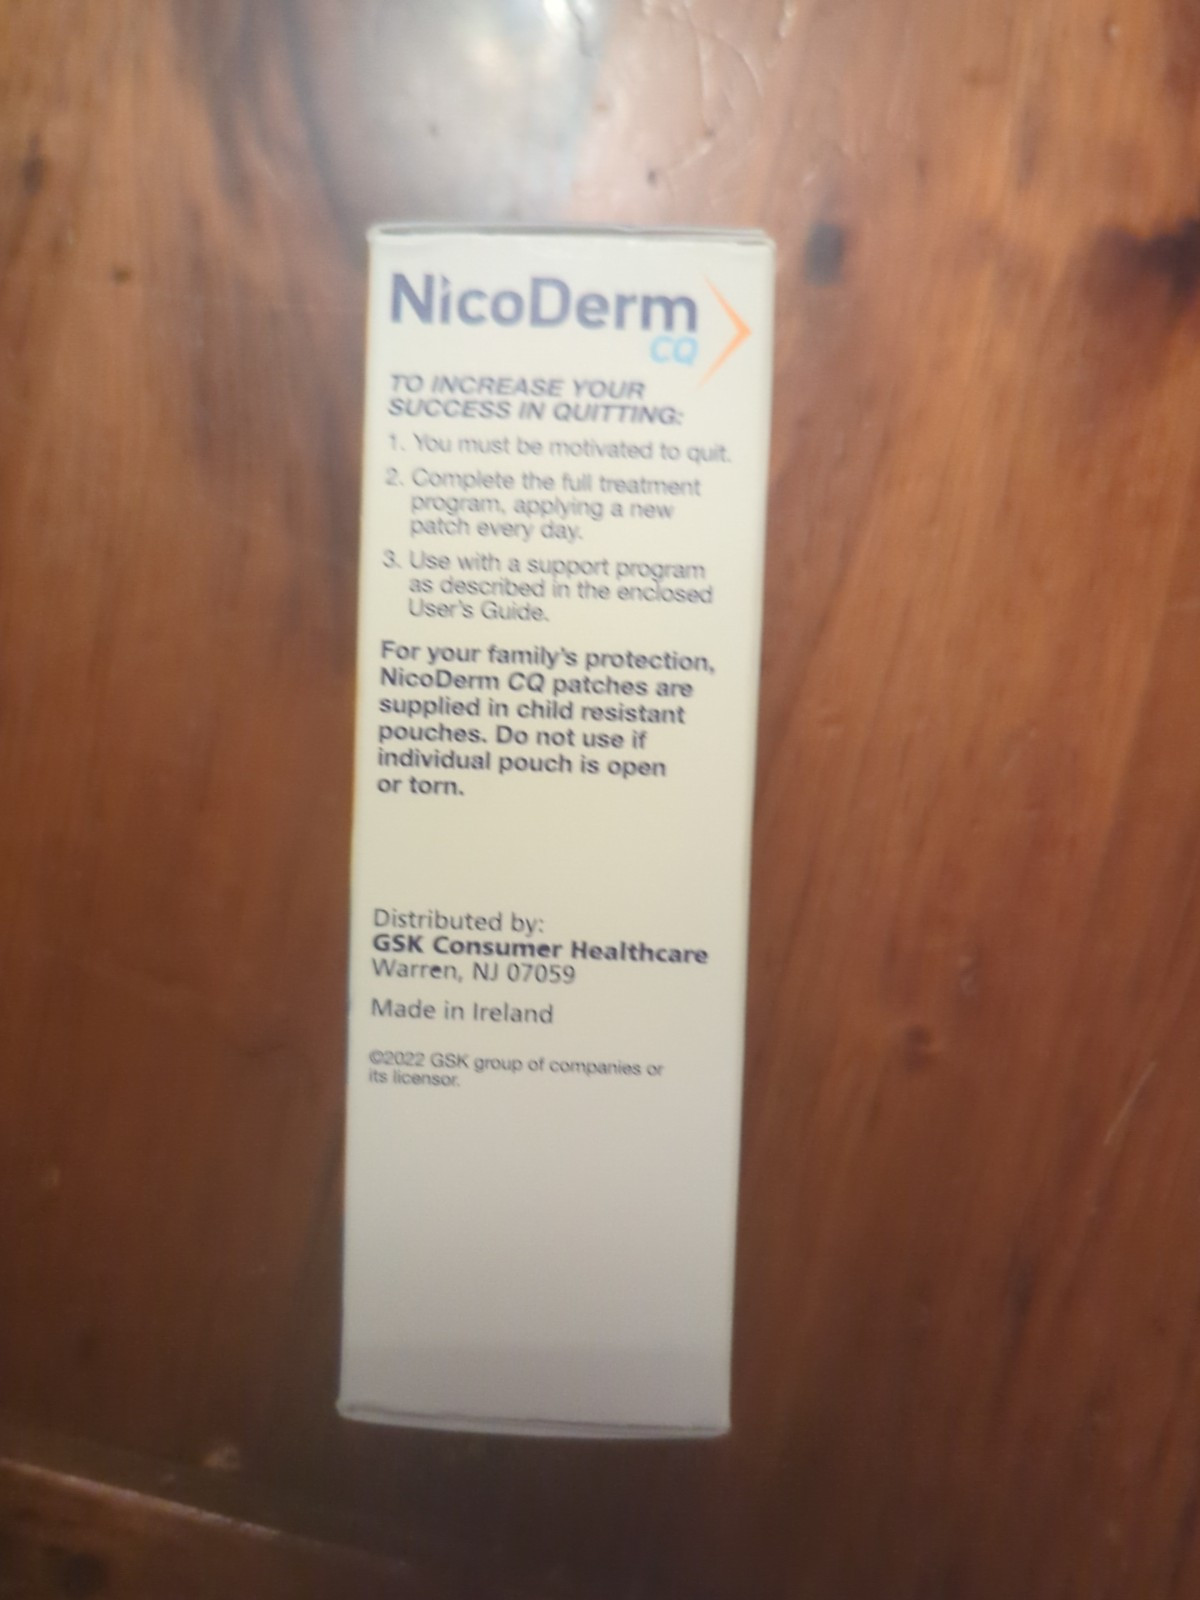 NicoDerm
CQ
TO INCREASE YOUR
SUCCESS IN QUITTING:
1. You must be motivated to quit.
2. Complete the full treatment
program, applying a new
patch every day.
3. Use with a support program
as described in the enclosed
User's Guide.
For your family's protection,
NicoDerm CQ patches are
supplied in child resistant
pouches. Do not use if
individual pouch is open
or torn.
Distributed by:
GSK Consumer Healthcare
Warren, NJ 07059
Made in Ireland
©2022 GSK group of companies or
its licensor.